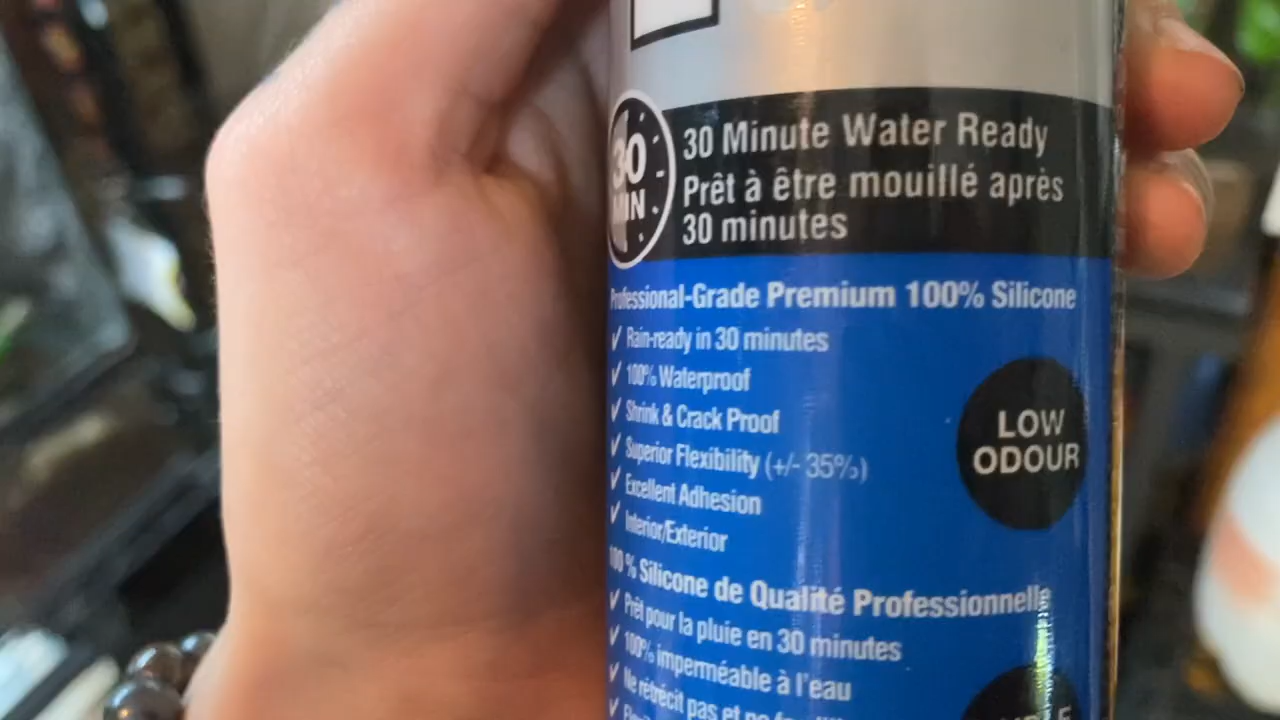 30
MIN
30 Minute Water Ready
Prêt à être mouillé après
30 minutes
Professional-Grade Premium 100% Silicone
✓ Rain-ready in 30 minutes
✓ 100% Waterproof
✓ Shrink & Crack Proof
✓ Superior Flexibility (+/- 35%)
✓ Excellent Adhesion
✓ Interior/Exterior
LOW
ODOUR
100 % Silicone de Qualité Professionnelle
✓ Prêt pour la pluie en 30 minutes
✓ 100% imperméable à l'eau
✓ Ne rétrécit pas et ne